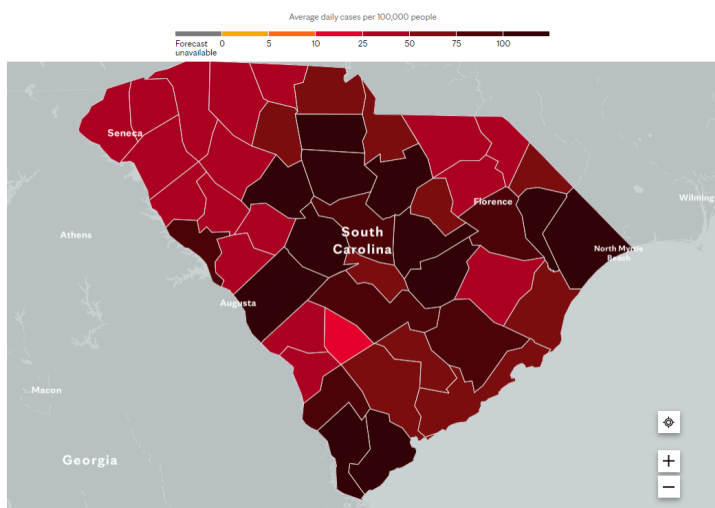 Average daily cases per 100,000 people
Forecast unavailable 0 5 10 25 50 75 100
Seneca
Florence
Wilming
Athens
South
Carolina
North Myrtle
Beach
Augusta
Macon
Georgia